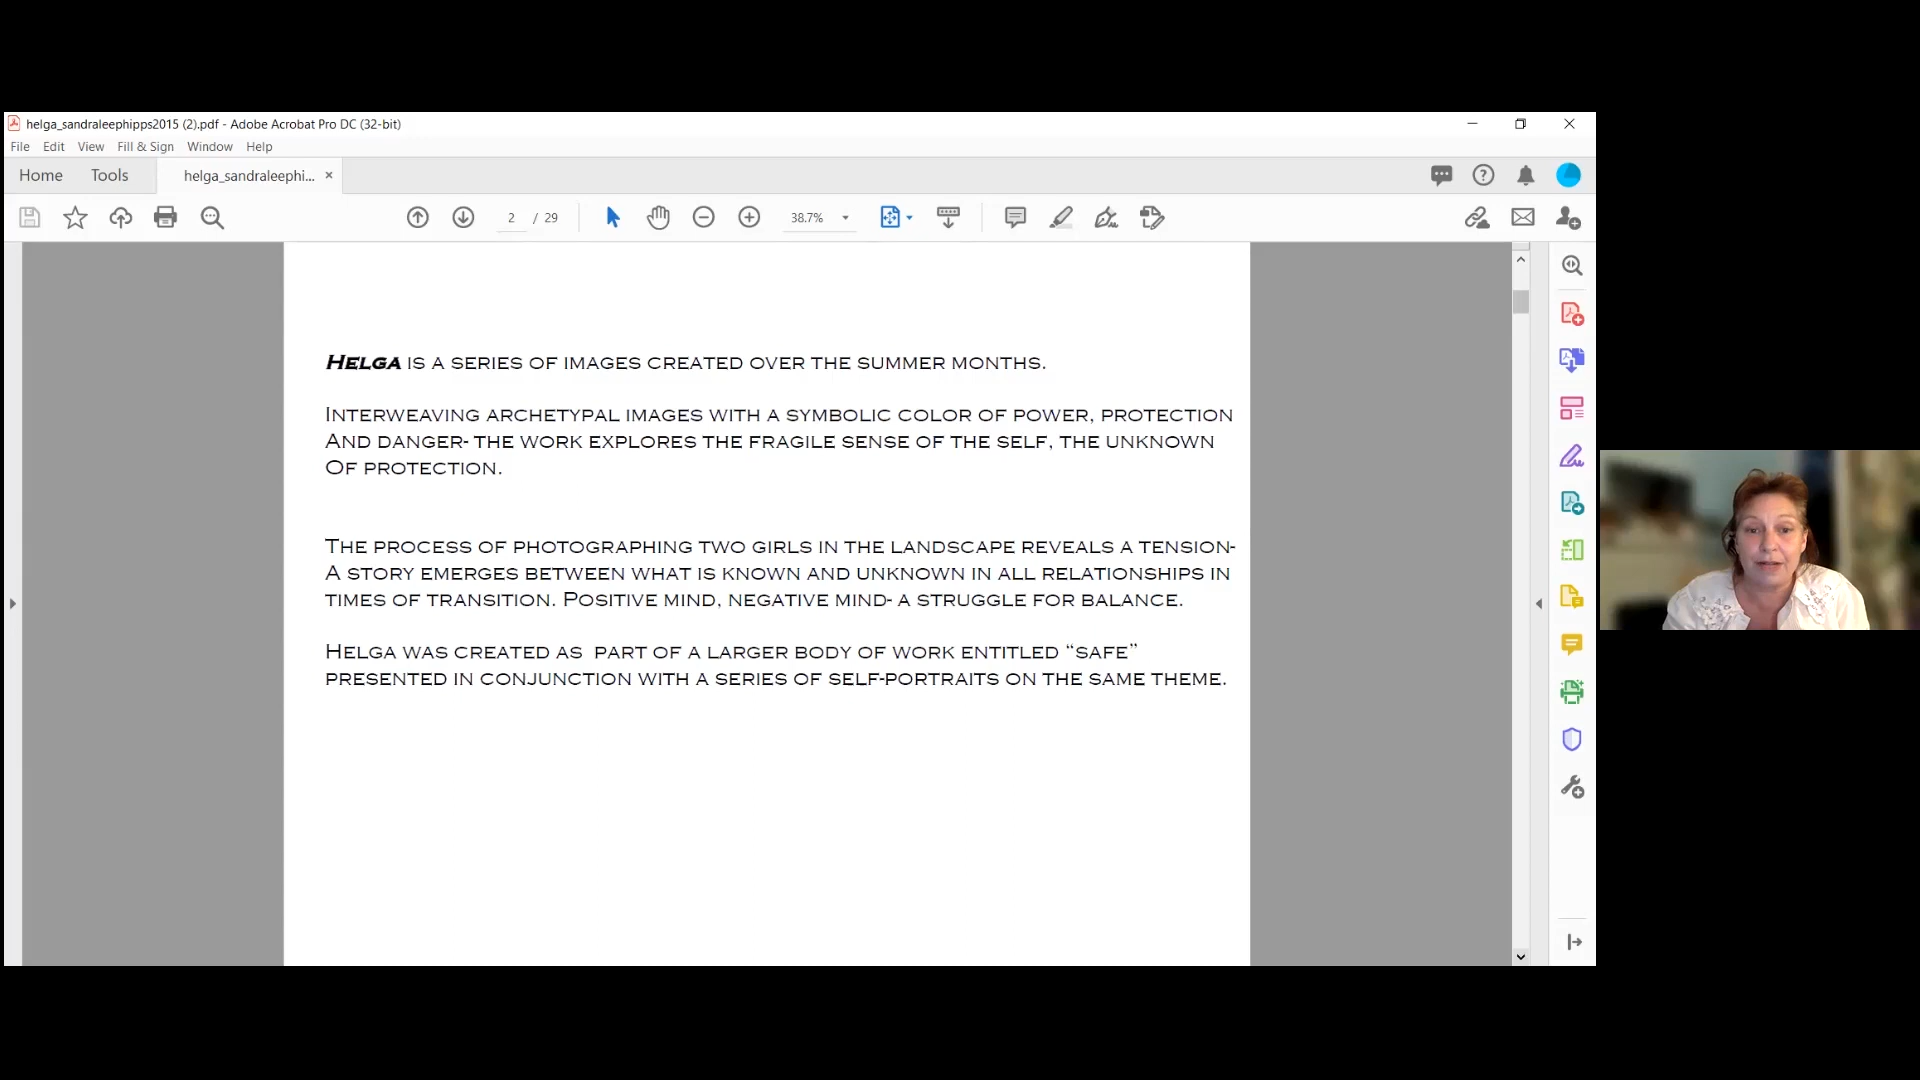 helga_sandraleephipps2015 (2).pdf - Adobe Acrobat Pro DC (32-bit)
File Edit View Fill & Sign Window Help
Home Tools helga_sandraleephi... ×
2 / 29 38.7%
HELGA IS A SERIES OF IMAGES CREATED OVER THE SUMMER MONTHS.
INTERWEAVING ARCHETYPAL IMAGES WITH A SYMBOLIC COLOR OF POWER, PROTECTION
AND DANGER- THE WORK EXPLORES THE FRAGILE SENSE OF THE SELF, THE UNKNOWN
OF PROTECTION.
THE PROCESS OF PHOTOGRAPHING TWO GIRLS IN THE LANDSCAPE REVEALS A TENSION-
A STORY EMERGES BETWEEN WHAT IS KNOWN AND UNKNOWN IN ALL RELATIONSHIPS IN
TIMES OF TRANSITION. POSITIVE MIND, NEGATIVE MIND- A STRUGGLE FOR BALANCE.
HELGA WAS CREATED AS PART OF A LARGER BODY OF WORK ENTITLED “SAFE”
PRESENTED IN CONJUNCTION WITH A SERIES OF SELF-PORTRAITS ON THE SAME THEME.